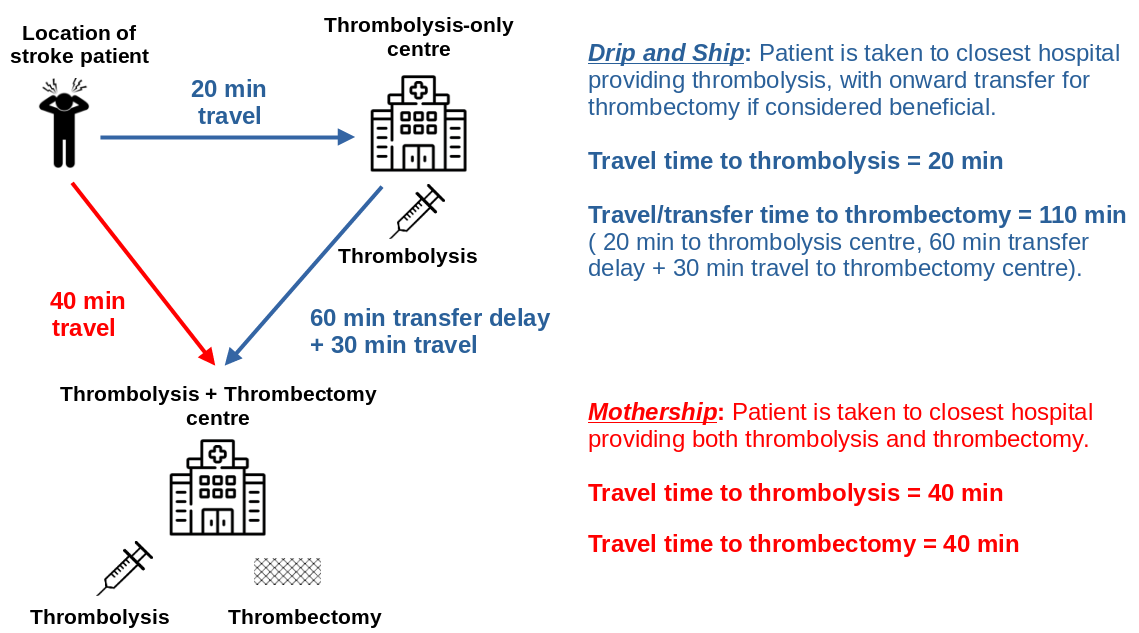 Location of
stroke patient
Thrombolysis-only
centre
20 min
travel
Thrombolysis
40 min
travel
60 min transfer delay
+ 30 min travel
Thrombolysis + Thrombectomy
centre
Thrombolysis
Thrombectomy
Drip and Ship: Patient is taken to closest hospital
providing thrombolysis, with onward transfer for
thrombectomy if considered beneficial.
Travel time to thrombolysis = 20 min
Travel/transfer time to thrombectomy = 110 min
( 20 min to thrombolysis centre, 60 min transfer
delay + 30 min travel to thrombectomy centre).
Mothership: Patient is taken to closest hospital
providing both thrombolysis and thrombectomy.
Travel time to thrombolysis = 40 min
Travel time to thrombectomy = 40 min